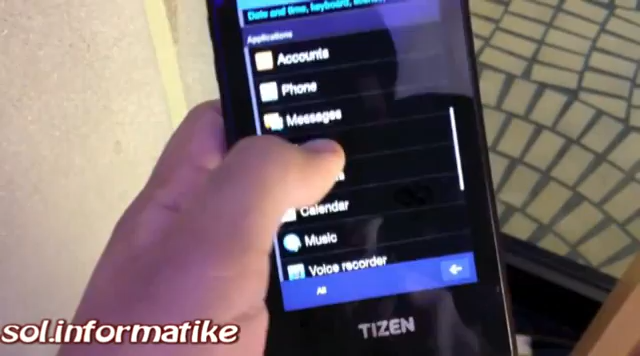 Date and time, keyboard,
Applications
Accounts
Phone
Messages
Calendar
Music
Voice recorder
All
TIZEN
sol.informatike